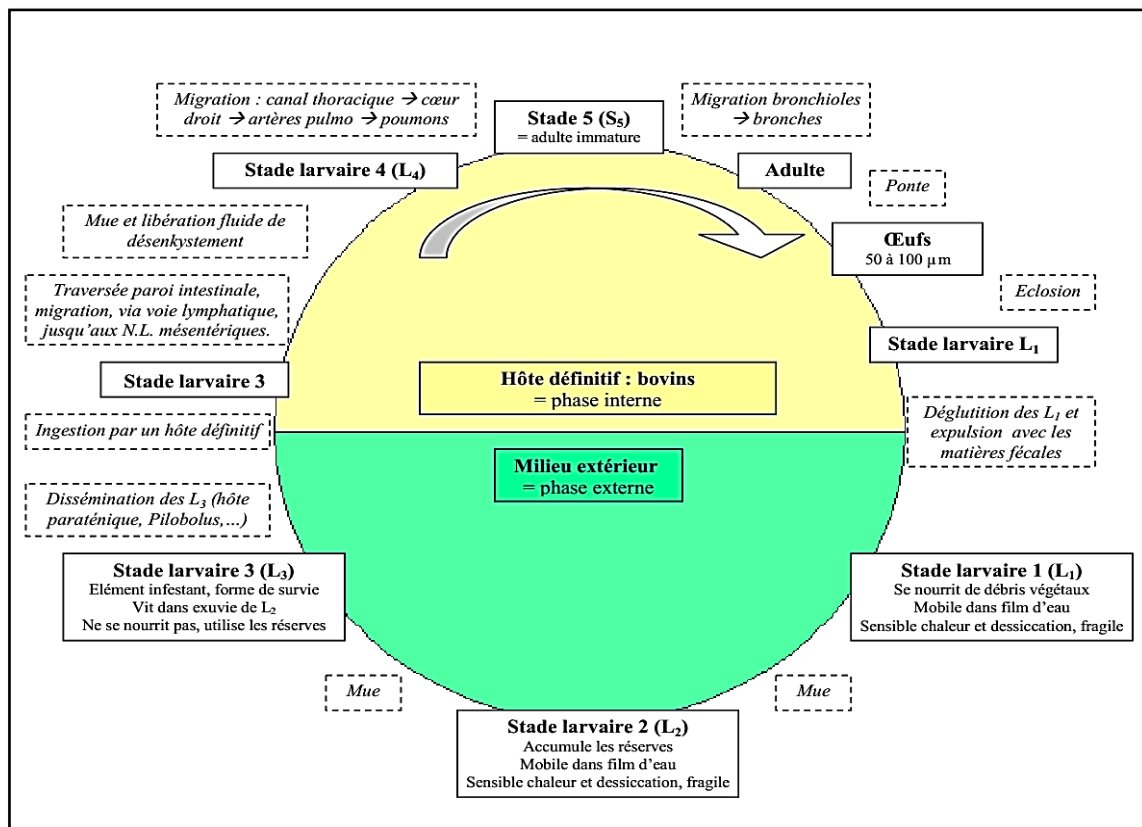 Migration : canal thoracique → cœur
droit → artères pulmo → poumons
Stade 5 (S5)
= adulte immature
Migration bronchioles
→ bronches
Stade larvaire 4 (L4)
Adulte
Ponte
Mue et libération fluide de
désenkystement
Œufs
50 à 100 µm
Traversée paroi intestinale,
migration, via voie lymphatique,
jusqu'aux N.L. mésentériques.
Eclosion
Stade larvaire L1
Stade larvaire 3
Hôte définitif : bovins
= phase interne
Ingestion par un hôte définitif
Déglutition des L1 et
expulsion avec les
matières fécales
Milieu extérieur
= phase externe
Dissémination des L3 (hôte
paraténique, Pilobolus,…)
Stade larvaire 3 (L3)
Elément infestant, forme de survie
Vit dans exuvie de L2
Ne se nourrit pas, utilise les réserves
Stade larvaire 1 (L1)
Se nourrit de débris végétaux
Mobile dans film d'eau
Sensible chaleur et dessiccation, fragile
Mue
Mue
Stade larvaire 2 (L2)
Accumule les réserves
Mobile dans film d'eau
Sensible chaleur et dessiccation, fragile